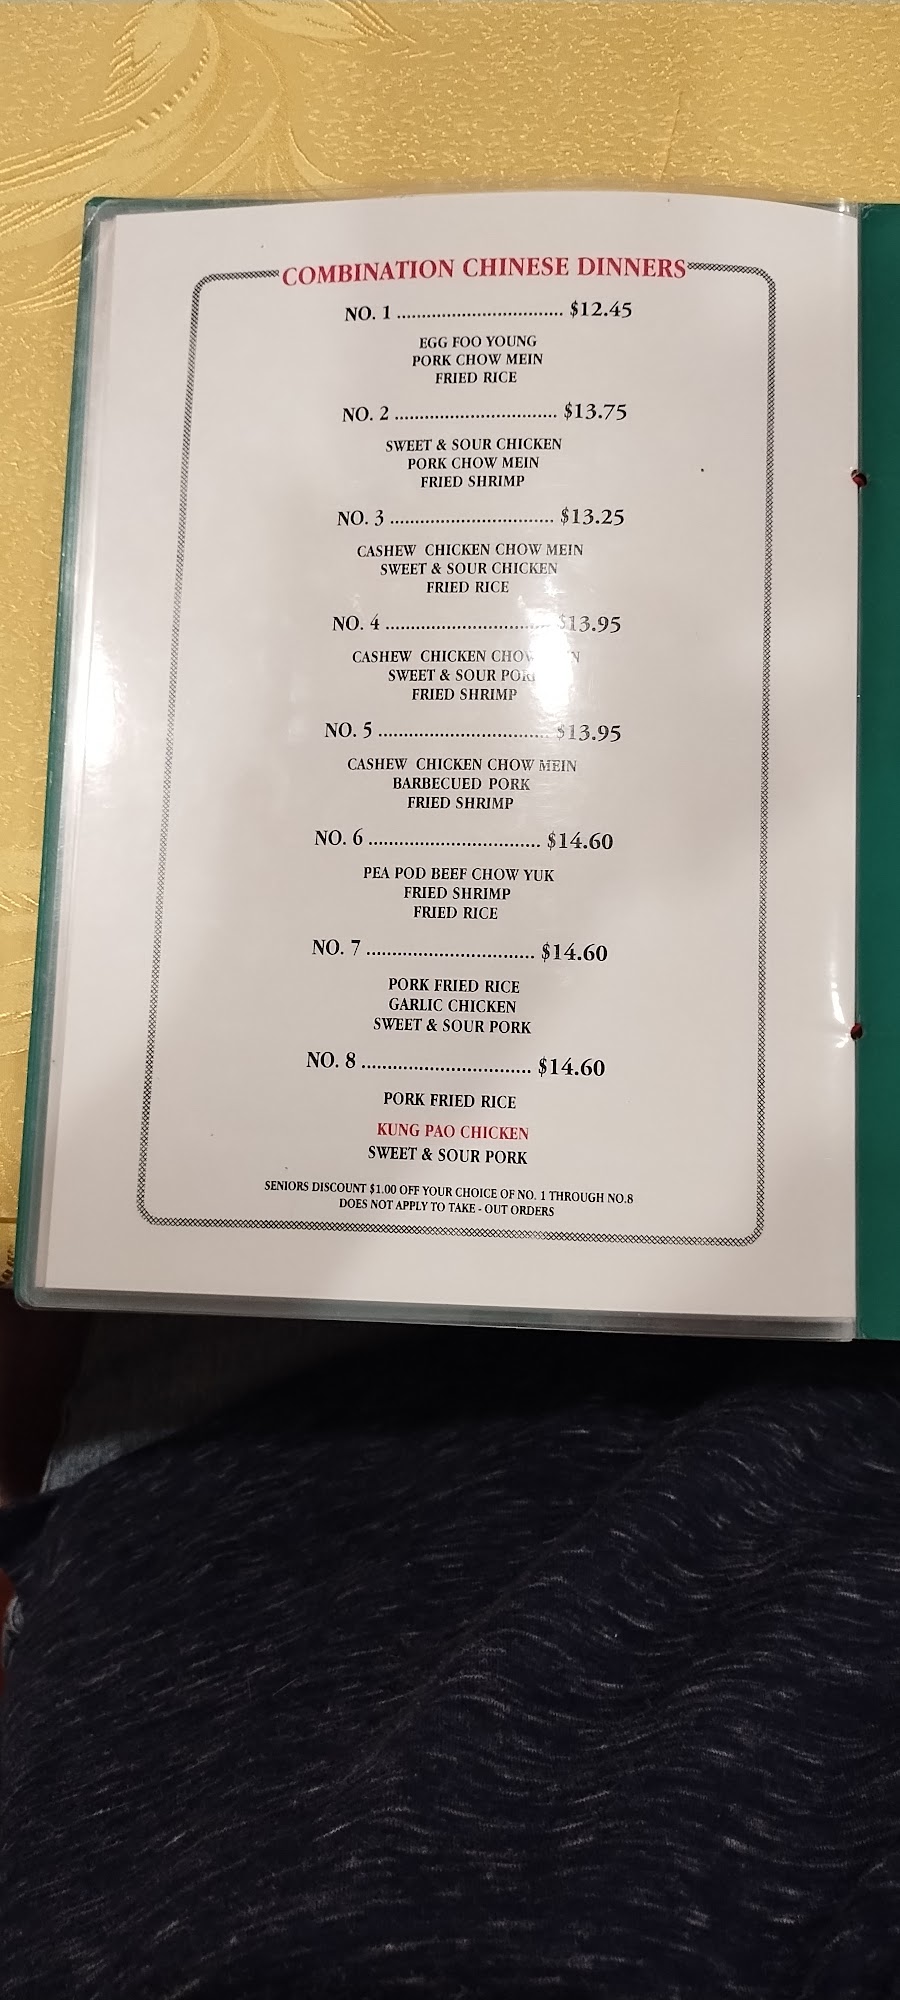 COMBINATION CHINESE DINNERS
NO. 1 ................................. $12.45
EGG FOO YOUNG
PORK CHOW MEIN
FRIED RICE
NO. 2 ................................ $13.75
SWEET & SOUR CHICKEN
PORK CHOW MEIN
FRIED SHRIMP
NO. 3 ................................ $13.25
CASHEW CHICKEN CHOW MEIN
SWEET & SOUR CHICKEN
FRIED RICE
NO. 4 ................................ $13.95
CASHEW CHICKEN CHOW
SWEET & SOUR PORK
FRIED SHRIMP
NO. 5 ................................ $13.95
CASHEW CHICKEN CHOW MEIN
BARBECUED PORK
FRIED SHRIMP
NO. 6 ................................. $14.60
PEA POD BEEF CHOW YUK
FRIED SHRIMP
FRIED RICE
NO. 7 ................................. $14.60
PORK FRIED RICE
GARLIC CHICKEN
SWEET & SOUR PORK
NO. 8 ................................. $14.60
PORK FRIED RICE
KUNG PAO CHICKEN
SWEET & SOUR PORK
SENIORS DISCOUNT $1.00 OFF YOUR CHOICE OF NO. 1 THROUGH NO.8
DOES NOT APPLY TO TAKE - OUT ORDERS